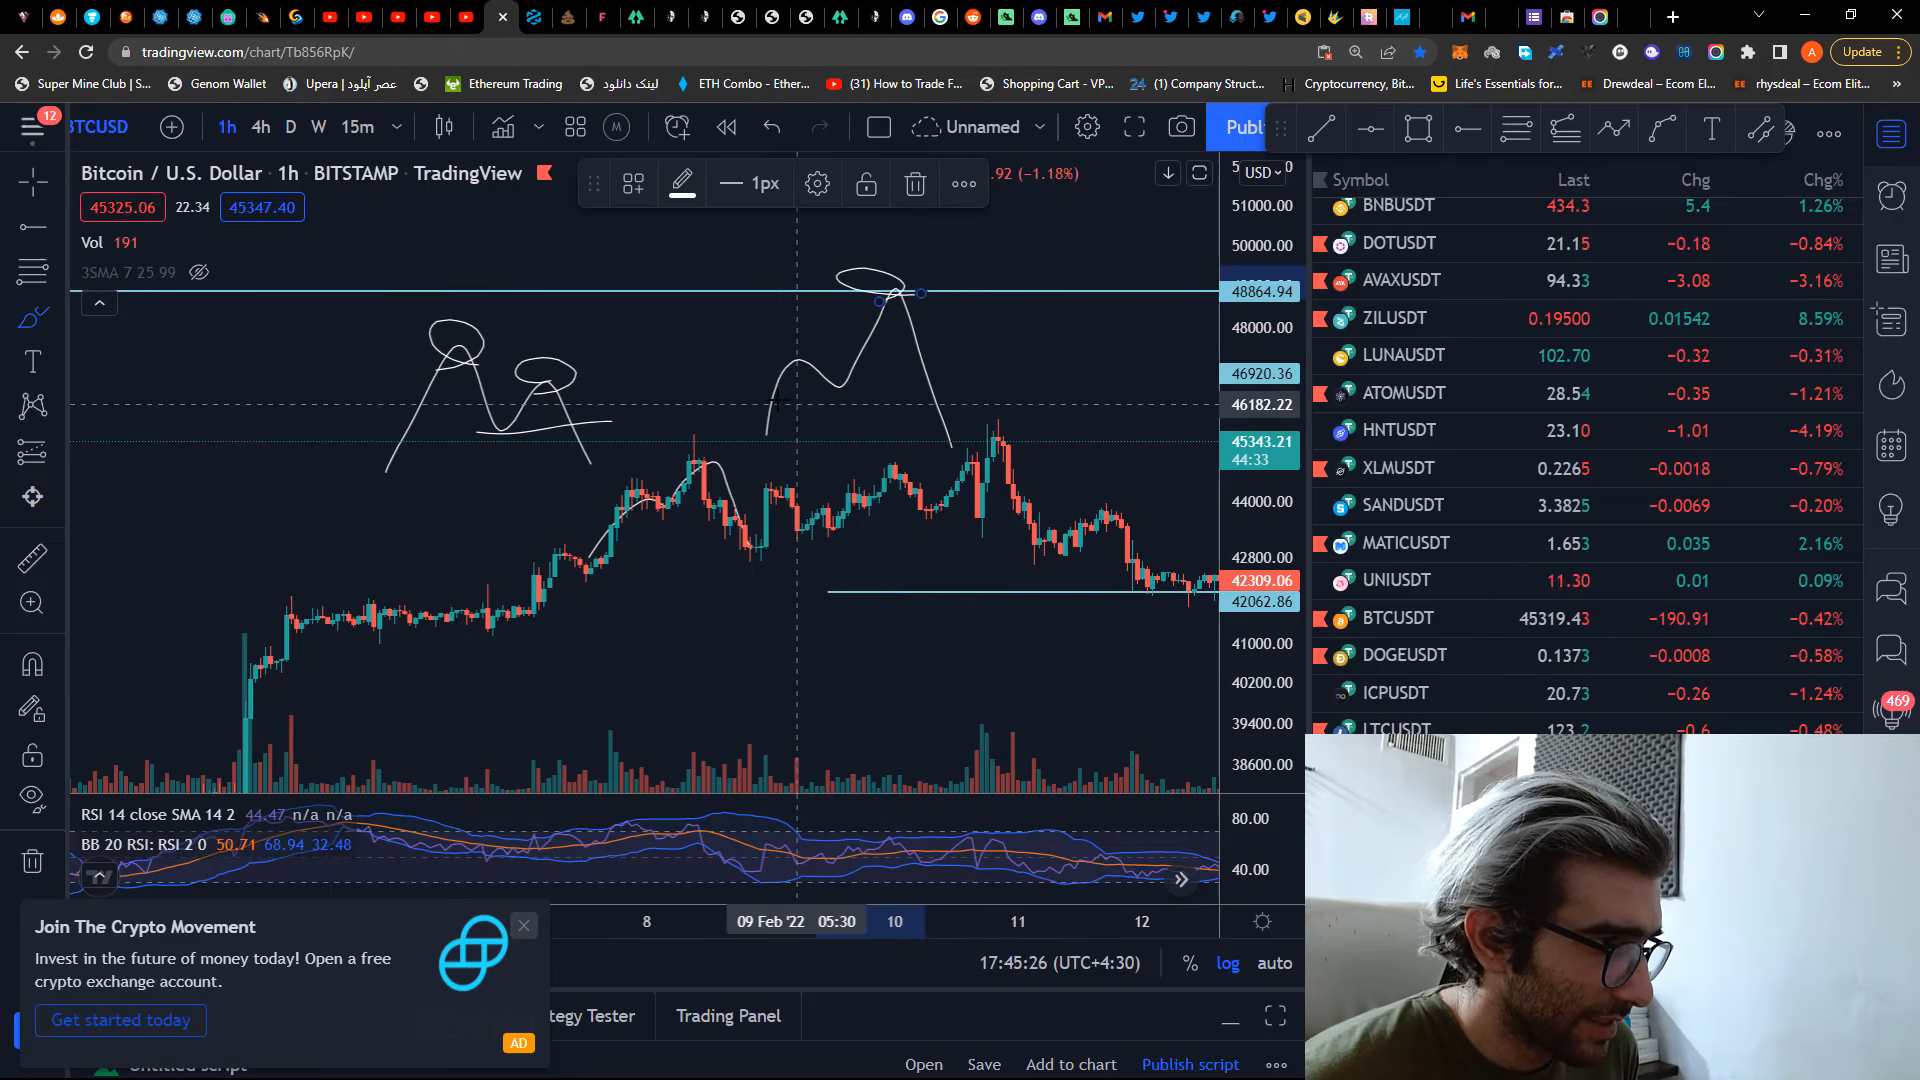 tradingview.com/chart/Tb856RpK/
Update
Super Mine Club | S...
Genom Wallet
Upera | عصر آپلود
Ethereum Trading
لینک دانلود
ETH Combo - Ether...
(31) How to Trade F...
Shopping Cart - VP...
(1) Company Struct...
Cryptocurrency, Bit...
Life's Essentials for...
Drewdeal – Ecom El...
rhysdeal – Ecom Elit...
12
BTCUSD
1h
4h
D
W
15m
M
Unnamed
Publ
T
Bitcoin / U.S. Dollar · 1h · BITSTAMP · TradingView
.92 (−1.18%)
USD
45325.06
22.34
45347.40
1px
Vol 191
3SMA 7 25 99
51000.00
50000.00
48864.94
48000.00
46920.36
46182.22
45343.21
44:33
44000.00
42800.00
42309.06
42062.86
41000.00
40200.00
39400.00
38600.00
80.00
40.00
Symbol Last Chg Chg%
BNBUSDT 434.3 5.4 1.26%
DOTUSDT 21.15 −0.18 −0.84%
AVAXUSDT 94.33 −3.08 −3.16%
ZILUSDT 0.19500 0.01542 8.59%
LUNAUSDT 102.70 −0.32 −0.31%
ATOMUSDT 28.54 −0.35 −1.21%
HNTUSDT 23.10 −1.01 −4.19%
XLMUSDT 0.2265 −0.0018 −0.79%
SANDUSDT 3.3825 −0.0069 −0.20%
MATICUSDT 1.653 0.035 2.16%
UNIUSDT 11.30 0.01 0.09%
BTCUSDT 45319.43 −190.91 −0.42%
DOGEUSDT 0.1373 −0.0008 −0.58%
ICPUSDT 20.73 −0.26 −1.24%
LTCUSDT 123.2 −0.6 −0.48%
469
RSI 14 close SMA 14 2 44.47 n/a n/a
BB 20 RSI: RSI 2 0 50.71 68.94 32.48
8
09 Feb '22 05:30
10
11
12
17:45:26 (UTC+4:30)
%
log
auto
Join The Crypto Movement
Invest in the future of money today! Open a free
crypto exchange account.
Get started today
AD
tegy Tester
Trading Panel
Untitled script
Open
Save
Add to chart
Publish script